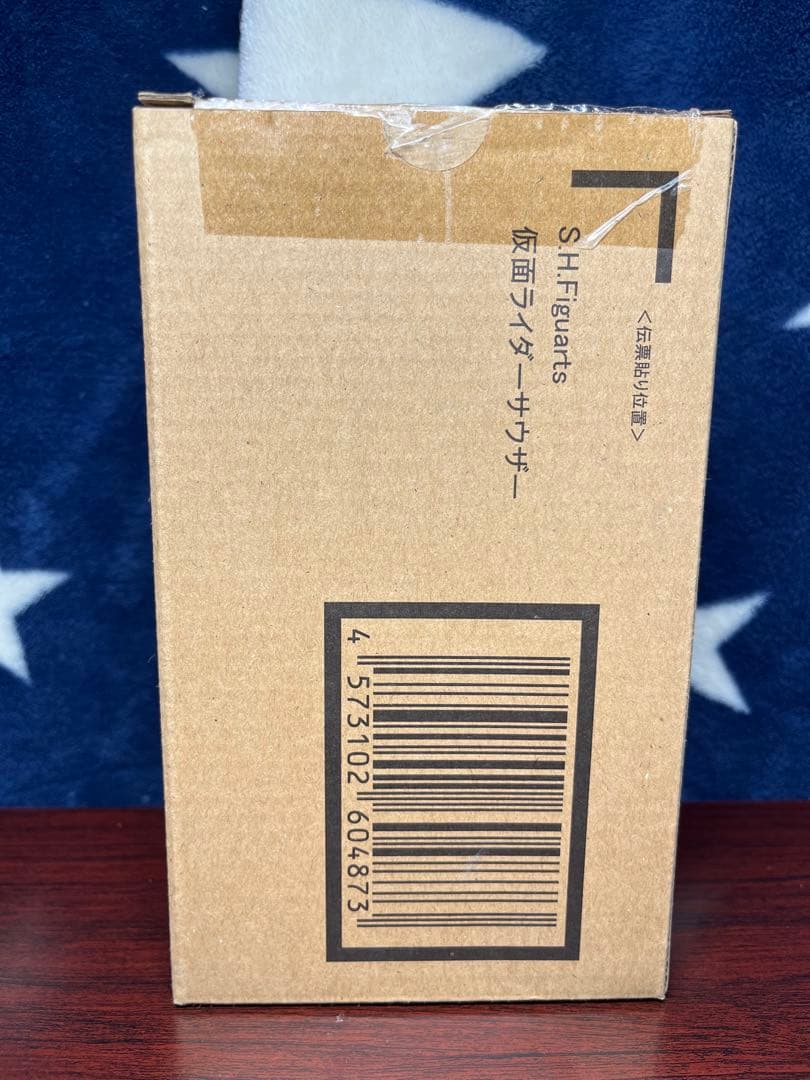 <伝票貼り位置>
S.H.Figuarts
仮面ライダーサウザー
4 573102 604873